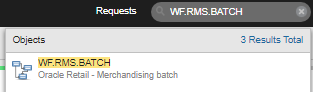 Requests WF.RMS.BATCH
Objects 3 Results Total
WF.RMS.BATCH
Oracle Retail - Merchandising batch